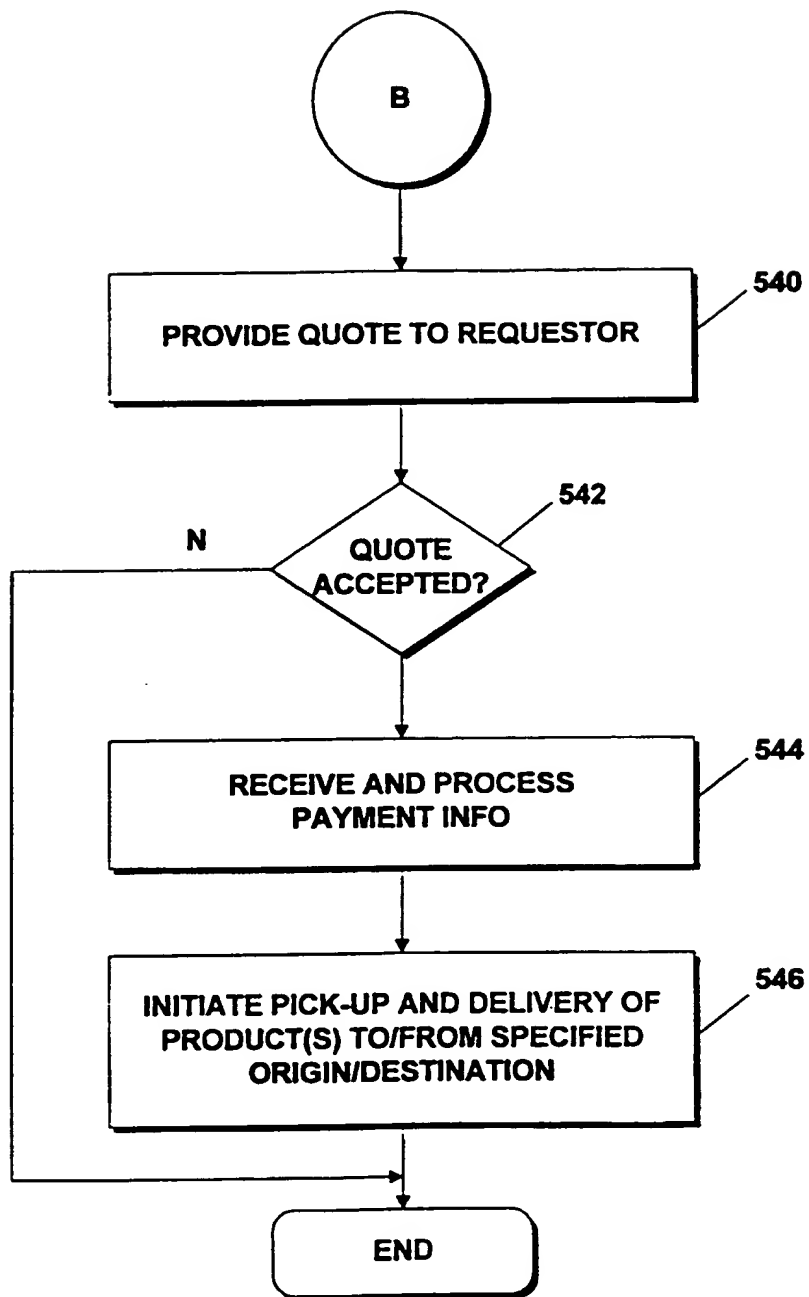 B
PROVIDE QUOTE TO REQUESTOR
540
N
QUOTE
ACCEPTED?
542
RECEIVE AND PROCESS
PAYMENT INFO
544
INITIATE PICK-UP AND DELIVERY OF
PRODUCT(S) TO/FROM SPECIFIED
ORIGIN/DESTINATION
546
END